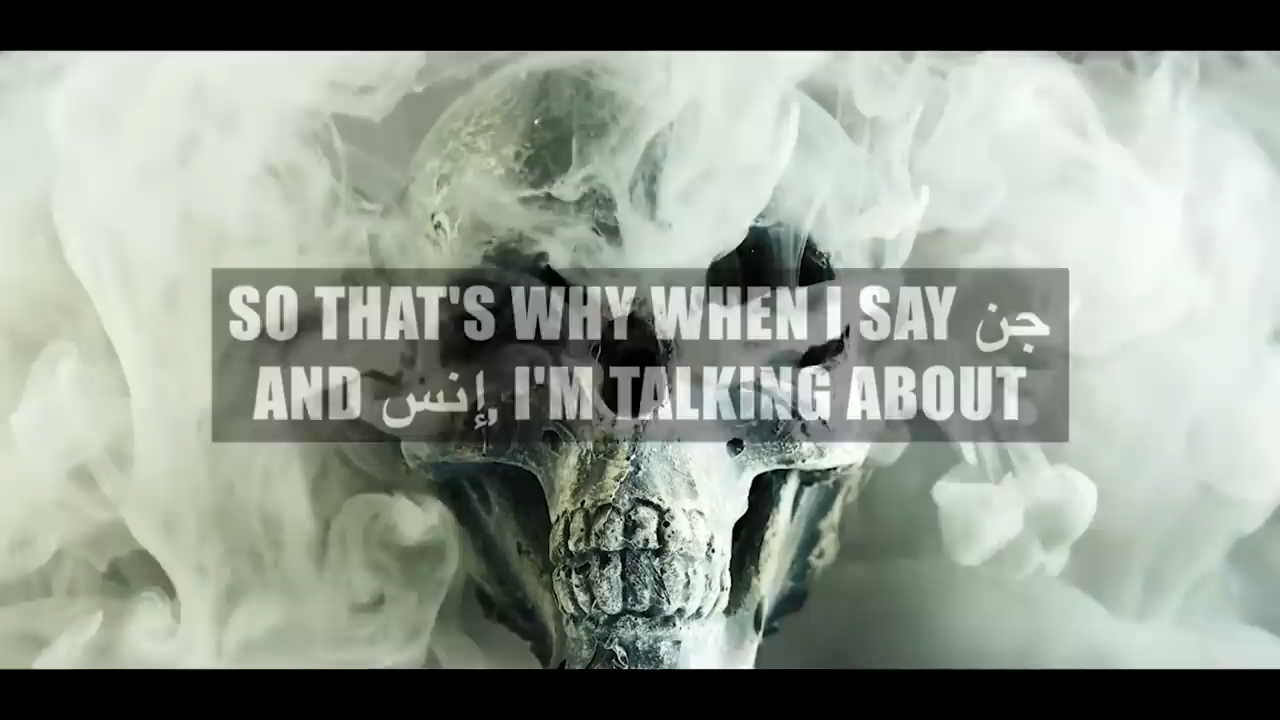 SO THAT'S WHY WHEN I SAY جن
AND إنس, I'M TALKING ABOUT